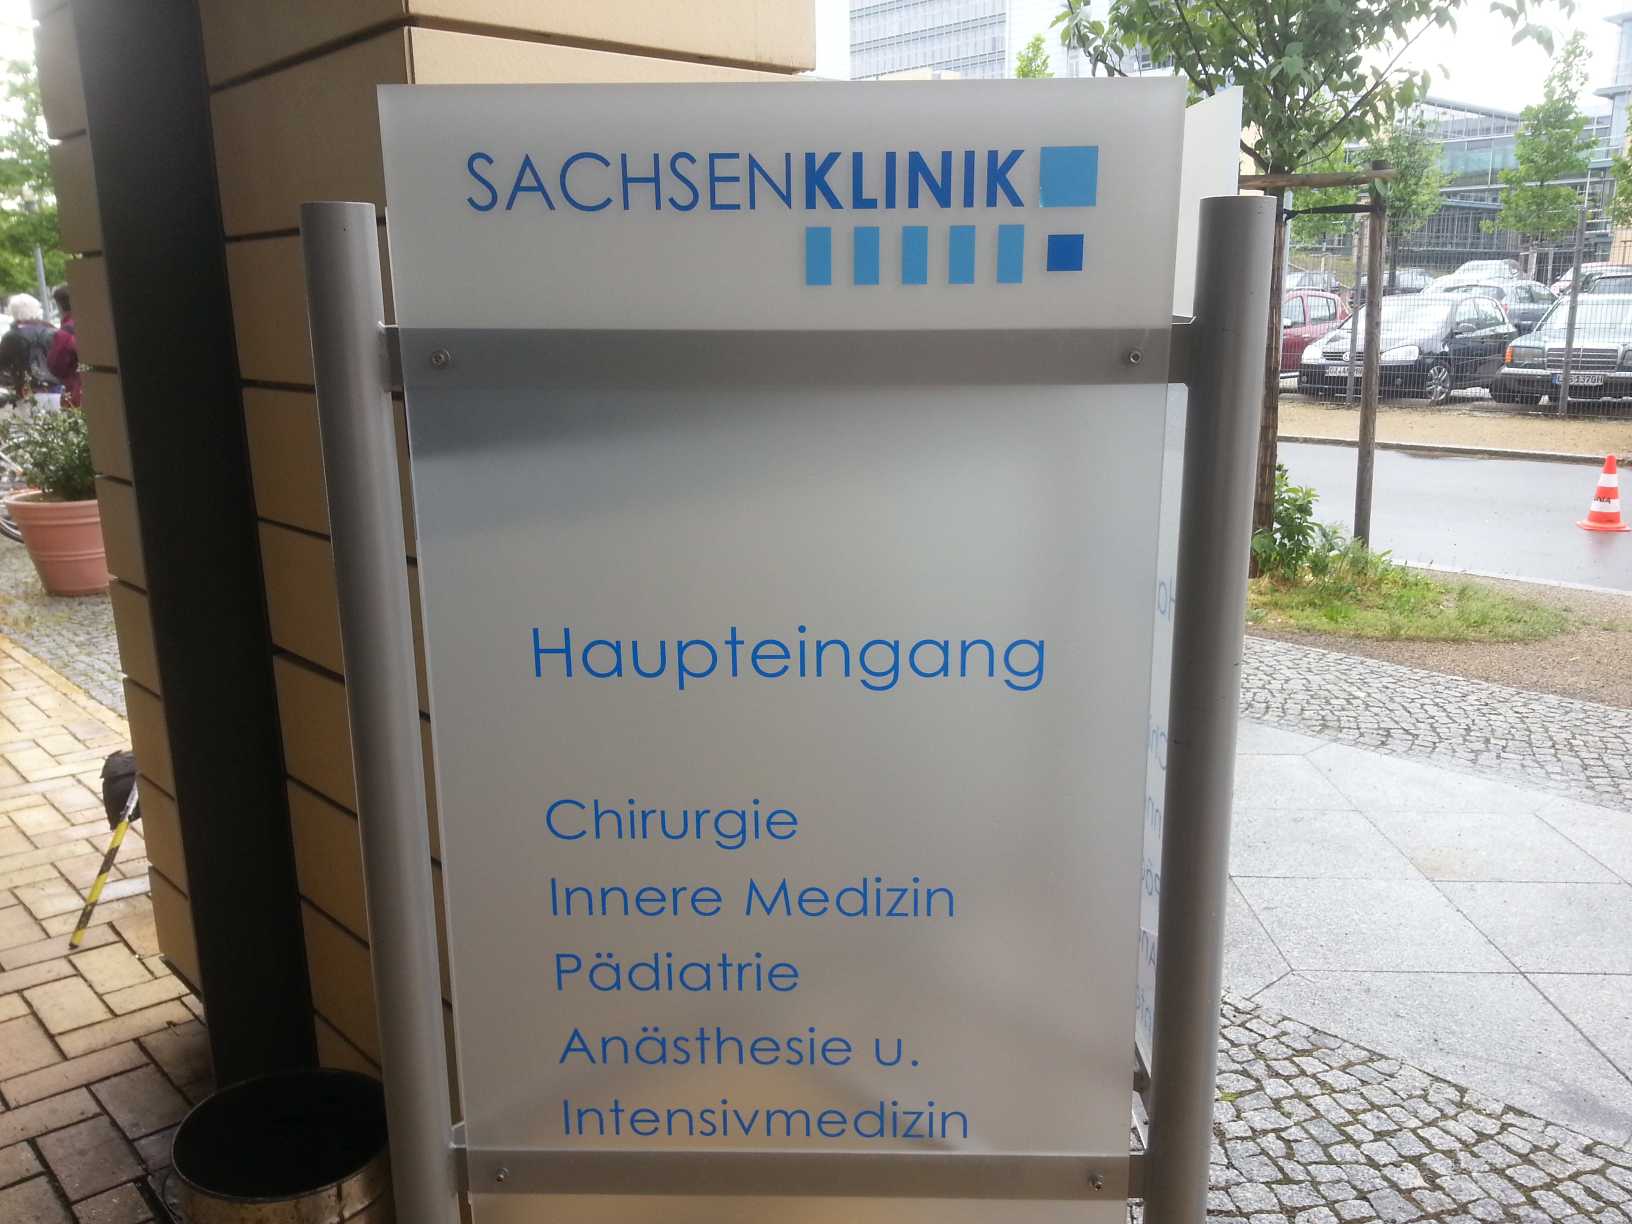 SACHSENKLINIK
Haupteingang
Chirurgie
Innere Medizin
Pädiatrie
Anästhesie u.
Intensivmedizin